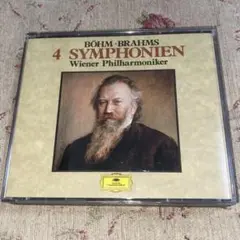 BÖHM·BRAHMS
4 SYMPHONIEN
Wiener Philharmoniker